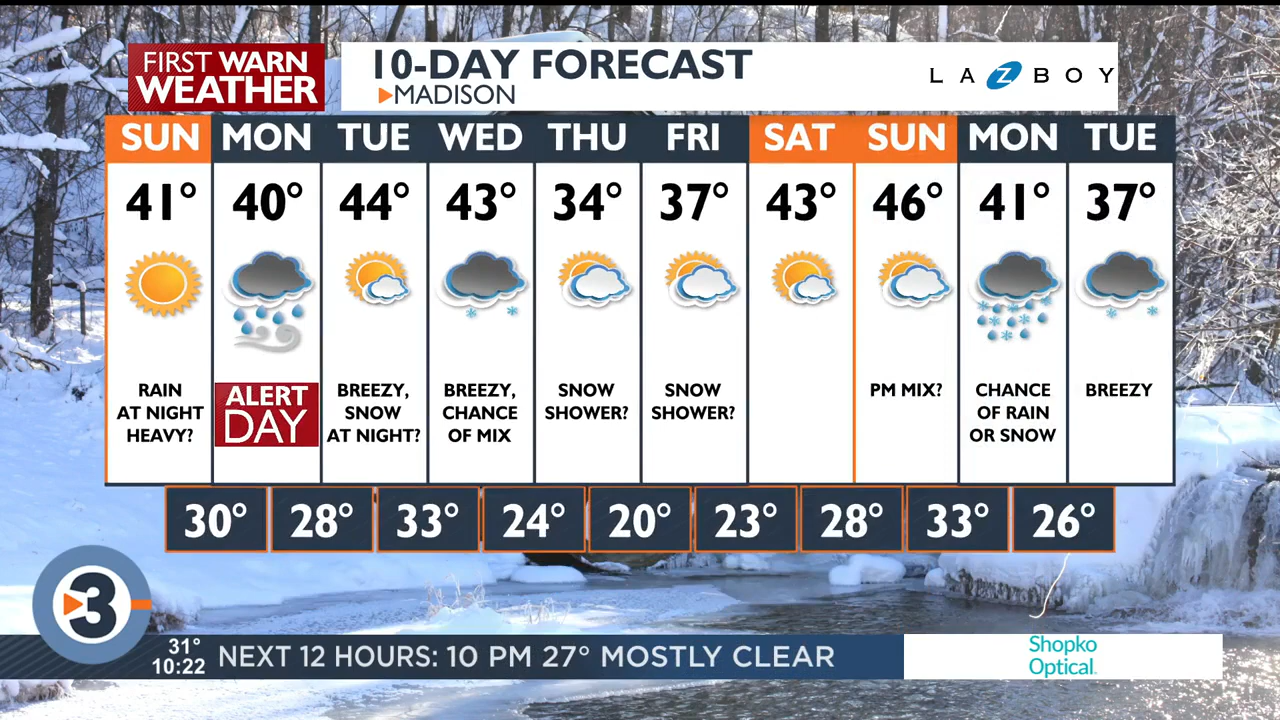 FIRST WARN
WEATHER
10-DAY FORECAST
MADISON
LA Z BOY
SUN MON TUE WED THU FRI SAT SUN MON TUE
41° 40° 44° 43° 34° 37° 43° 46° 41° 37°
RAIN
AT NIGHT
HEAVY?
ALERT
DAY
BREEZY,
SNOW
AT NIGHT?
BREEZY,
CHANCE
OF MIX
SNOW
SHOWER?
SNOW
SHOWER?
PM MIX?
CHANCE
OF RAIN
OR SNOW
BREEZY
30° 28° 33° 24° 20° 23° 28° 33° 26°
3
31°
10:22
NEXT 12 HOURS: 10 PM 27° MOSTLY CLEAR
Shopko
Optical.